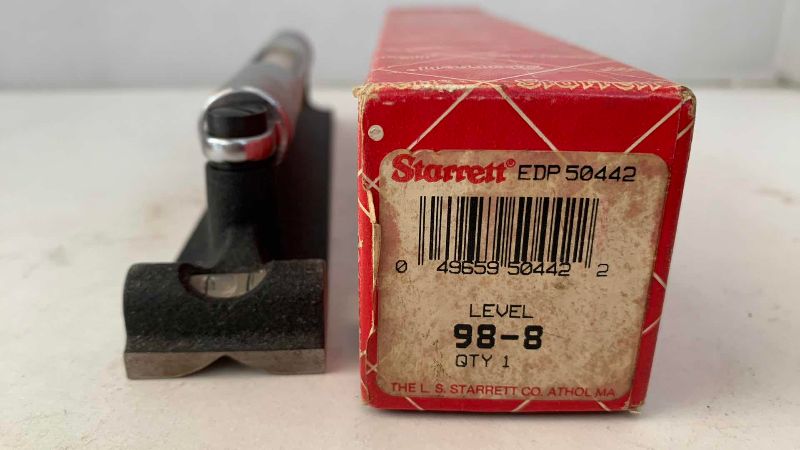 Starrett® EDP 50442
0 49659 50442 2
LEVEL
98-8
QTY 1
THE L. S. STARRETT CO. ATHOL MA